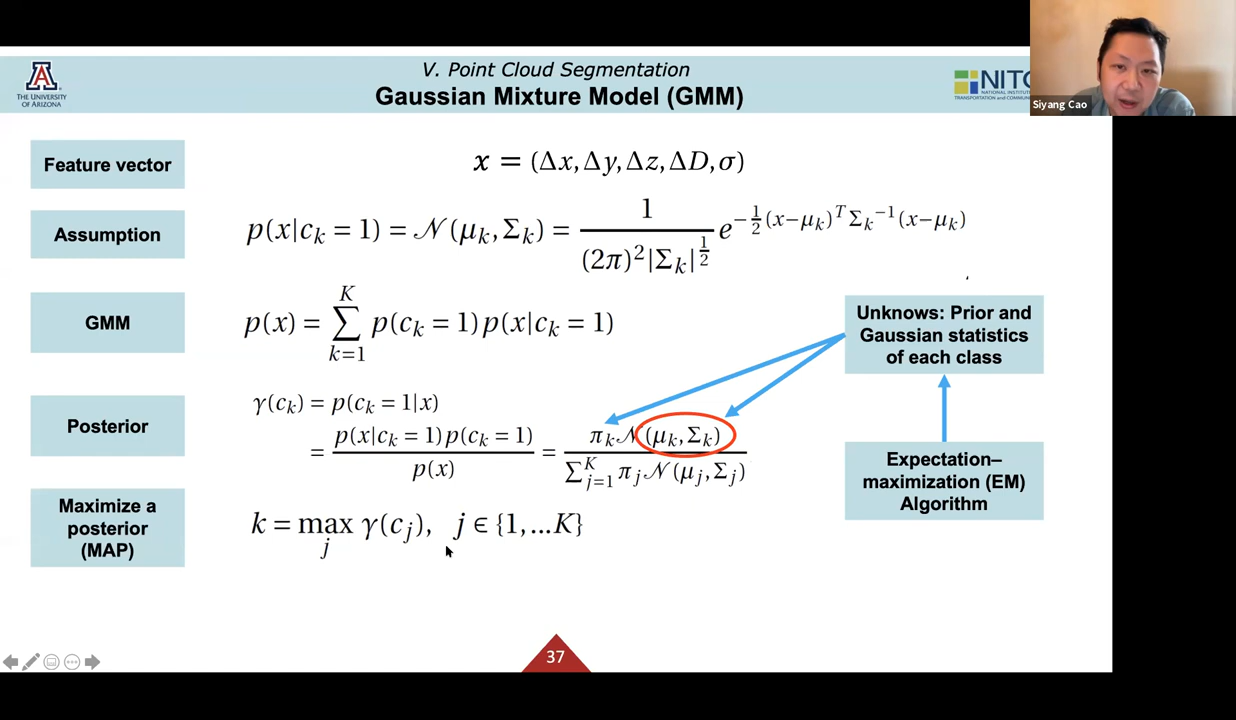 V. Point Cloud Segmentation
Gaussian Mixture Model (GMM)
THE UNIVERSITY
OF ARIZONA
Siyang Cao
Feature vector
x = (Δx, Δy, Δz, ΔD, σ)
Assumption
p(x|c_k = 1) = 𝒩(μ_k, Σ_k) = 1 / ((2π)^2 |Σ_k|^{1/2}) e^{-1/2 (x−μ_k)^T Σ_k^{-1} (x−μ_k)}
GMM
p(x) = ∑_{k=1}^{K} p(c_k = 1) p(x|c_k = 1)
Unknows: Prior and
Gaussian statistics
of each class
Posterior
γ(c_k) = p(c_k = 1|x)
= p(x|c_k = 1)p(c_k = 1) / p(x) = π_k 𝒩(μ_k, Σ_k) / ∑_{j=1}^{K} π_j 𝒩(μ_j, Σ_j)
Expectation–
maximization (EM)
Algorithm
Maximize a
posterior
(MAP)
k = max_j γ(c_j), j ∈ {1, ...K}
37